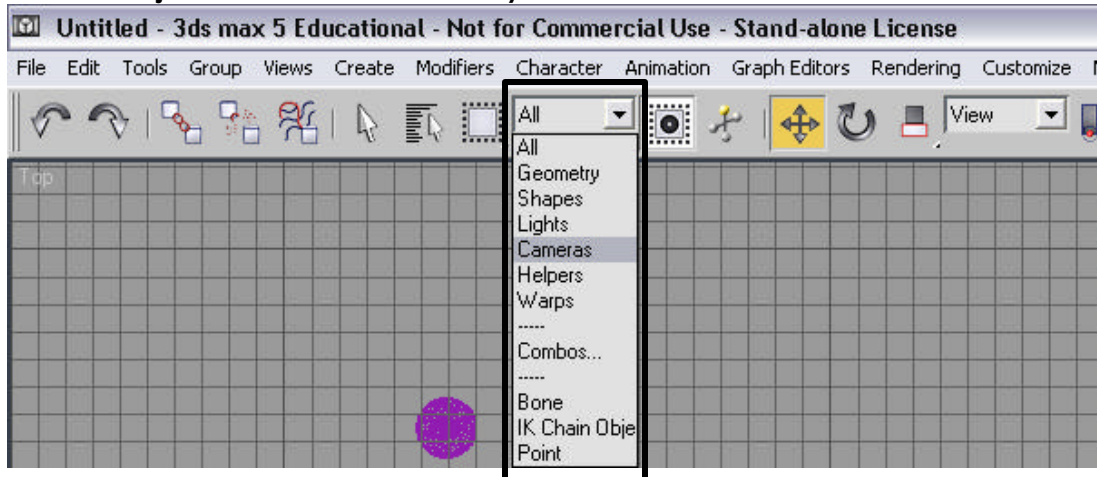 Untitled - 3ds max 5 Educational - Not for Commercial Use - Stand-alone License
File Edit Tools Group Views Create Modifiers Character Animation Graph Editors Rendering Customize
All View
Top
All
Geometry
Shapes
Lights
Cameras
Helpers
Warps
-----
Combos...
-----
Bone
IK Chain Obje
Point